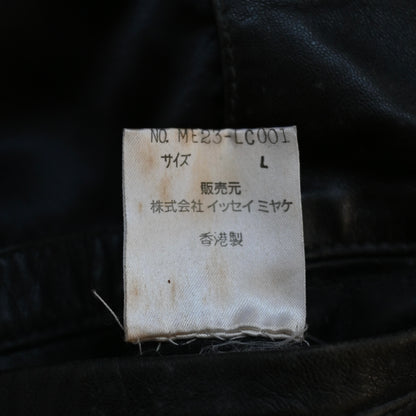 NO. ME23-LC001
サイズ L
販売元
株式会社 イッセイ ミヤケ
香港製